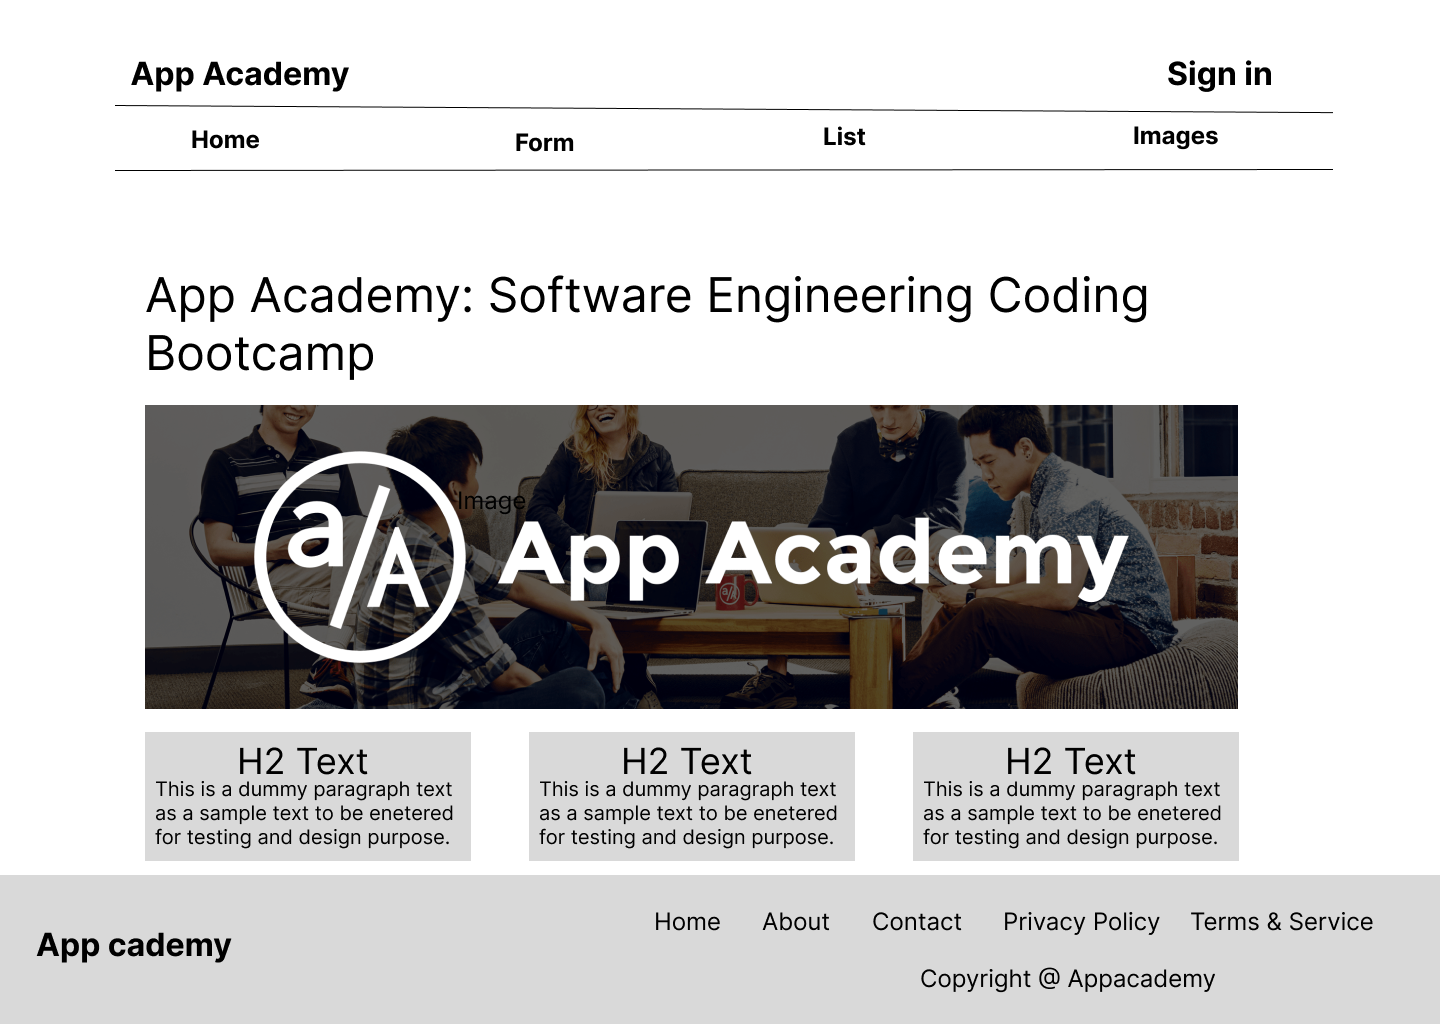 App Academy
Sign in
Home
Form
List
Images
App Academy: Software Engineering Coding
Bootcamp
Image
a/A App Academy
a/A
H2 Text
This is a dummy paragraph text
as a sample text to be enetered
for testing and design purpose.
H2 Text
This is a dummy paragraph text
as a sample text to be enetered
for testing and design purpose.
H2 Text
This is a dummy paragraph text
as a sample text to be enetered
for testing and design purpose.
App cademy
Home
About
Contact
Privacy Policy
Terms & Service
Copyright @ Appacademy